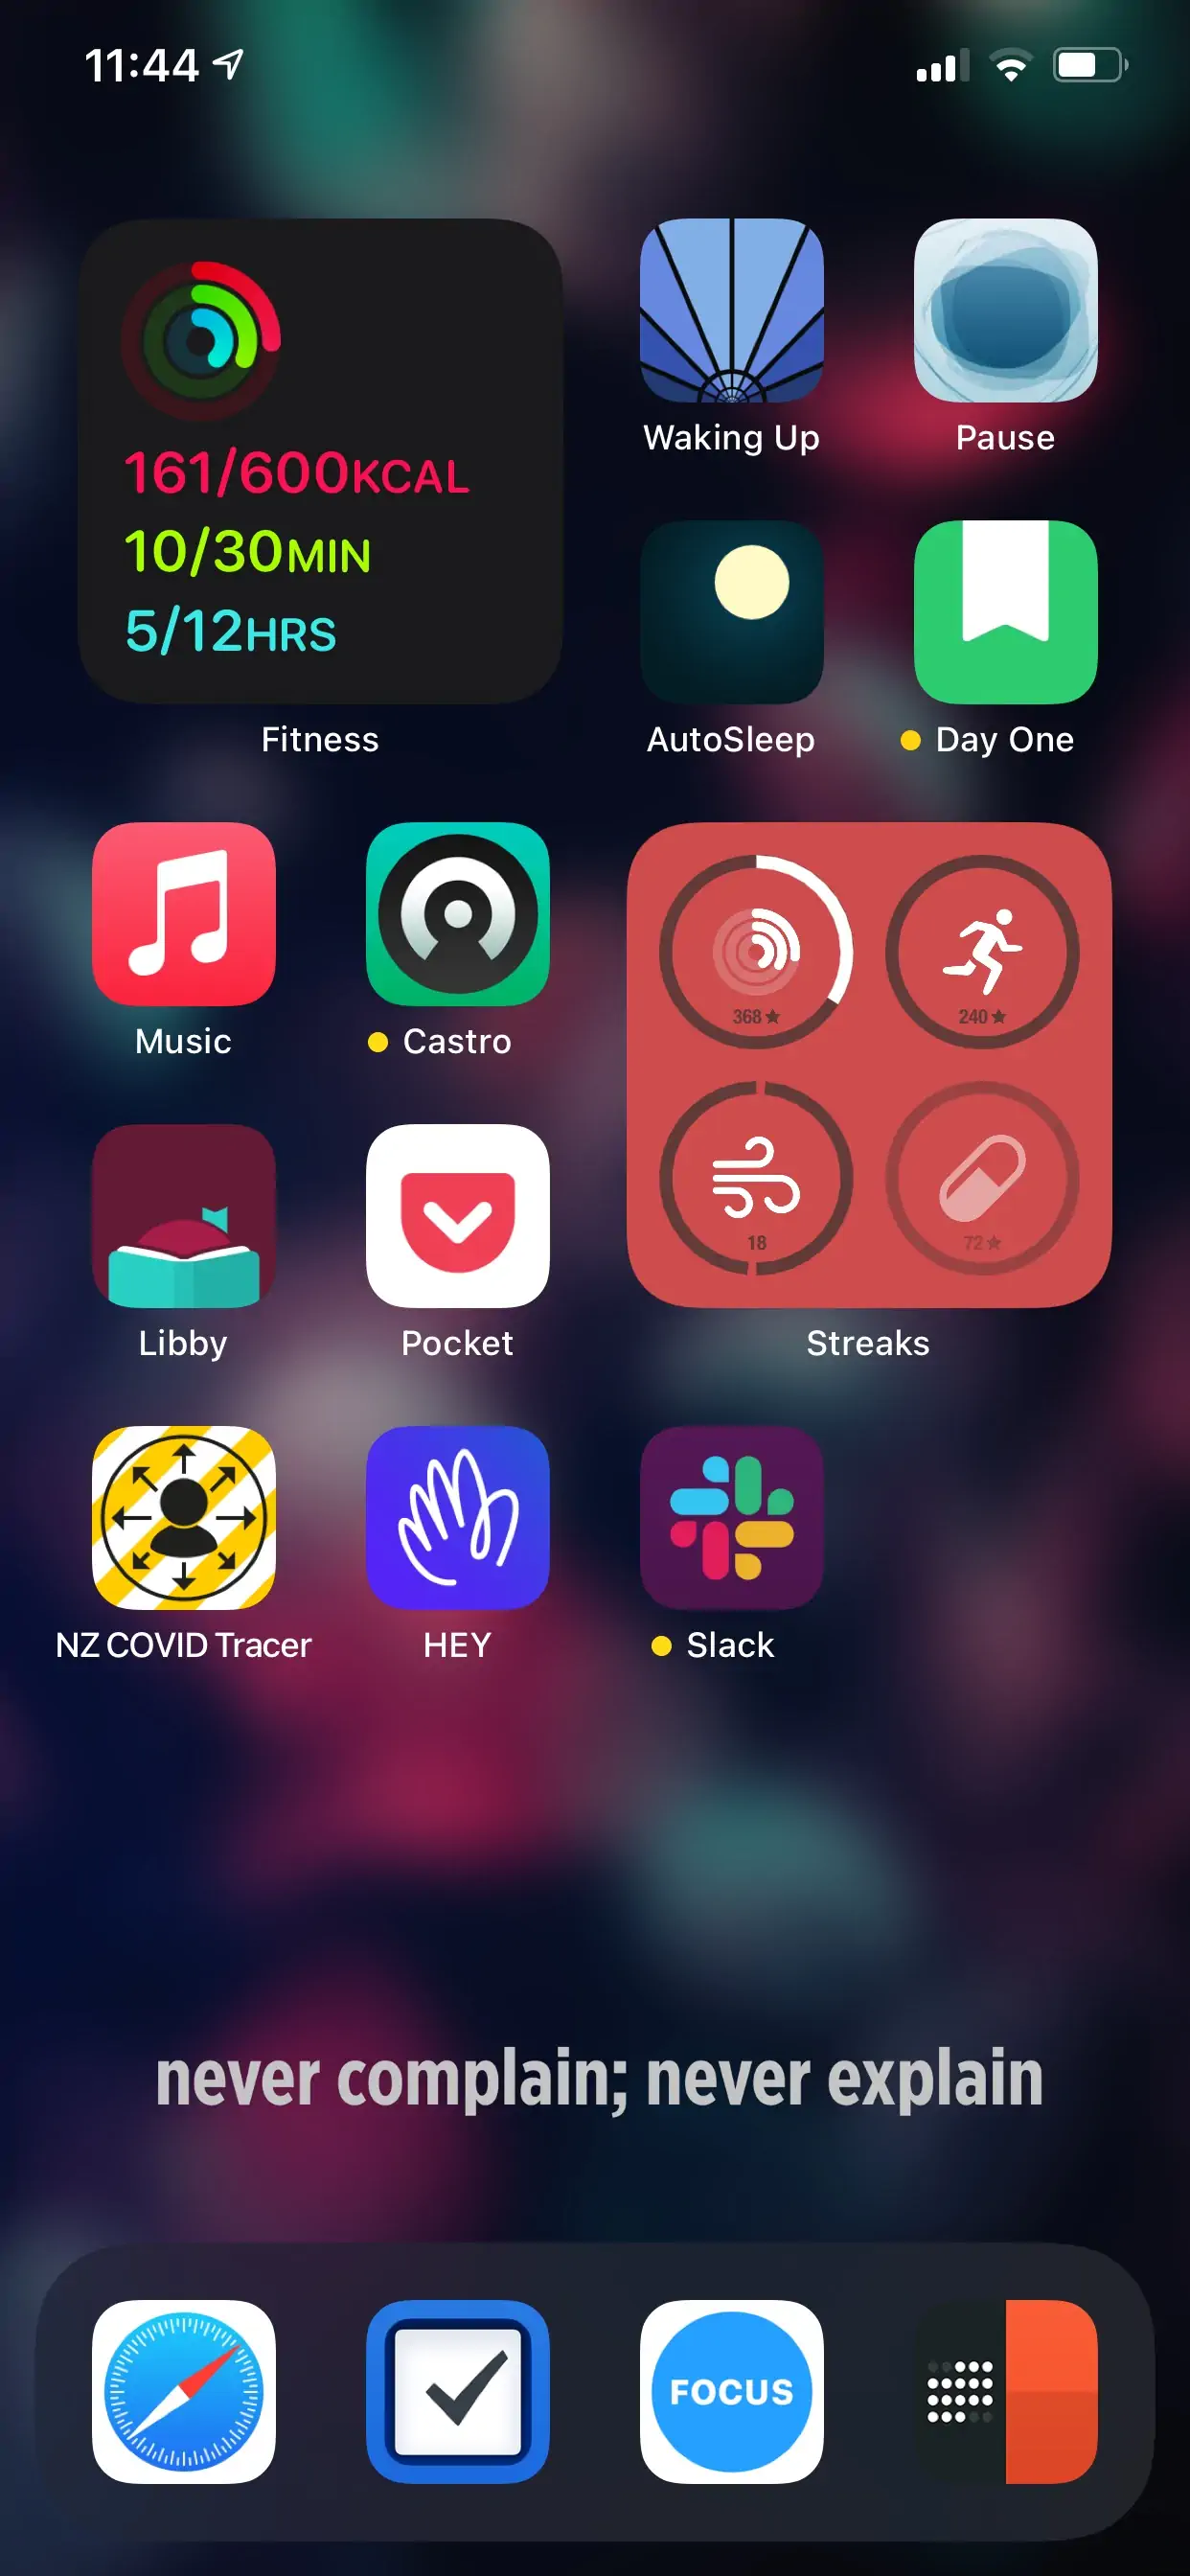 11:44
161/600KCAL
10/30MIN
5/12HRS
Fitness
Waking Up
Pause
AutoSleep
Day One
Music
Castro
368★
240★
18
72★
Libby
Pocket
Streaks
NZ COVID Tracer
HEY
Slack
never complain; never explain
FOCUS